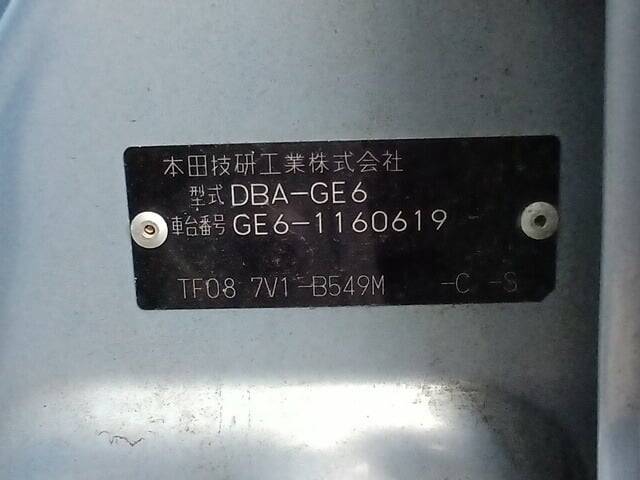 本田技研工業株式会社
型式 DBA-GE6
車台番号 GE6-1160619
TF08 7V1-B549M -C -S